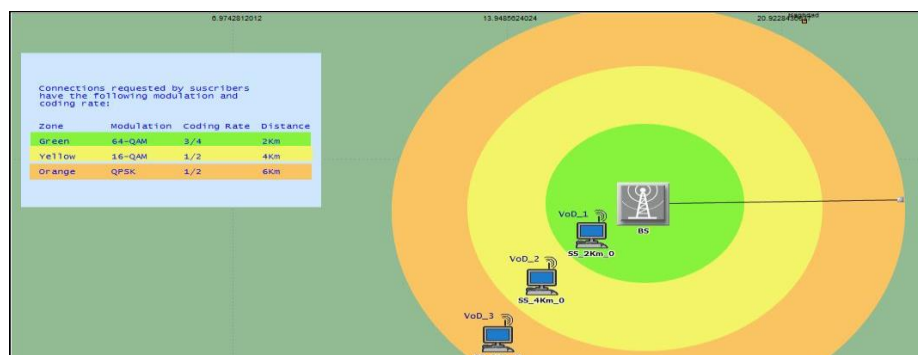 6.9742812012
13.9485624024
Connections requested by suscribers
have the following modulation and
coding rate:
Zone Modulation Coding Rate Distance
Green 64-QAM 3/4 2Km
Yellow 16-QAM 1/2 4Km
Orange QPSK 1/2 6Km
VoD_1
BS
SS_2Km_0
VoD_2
SS_4Km_0
VoD_3